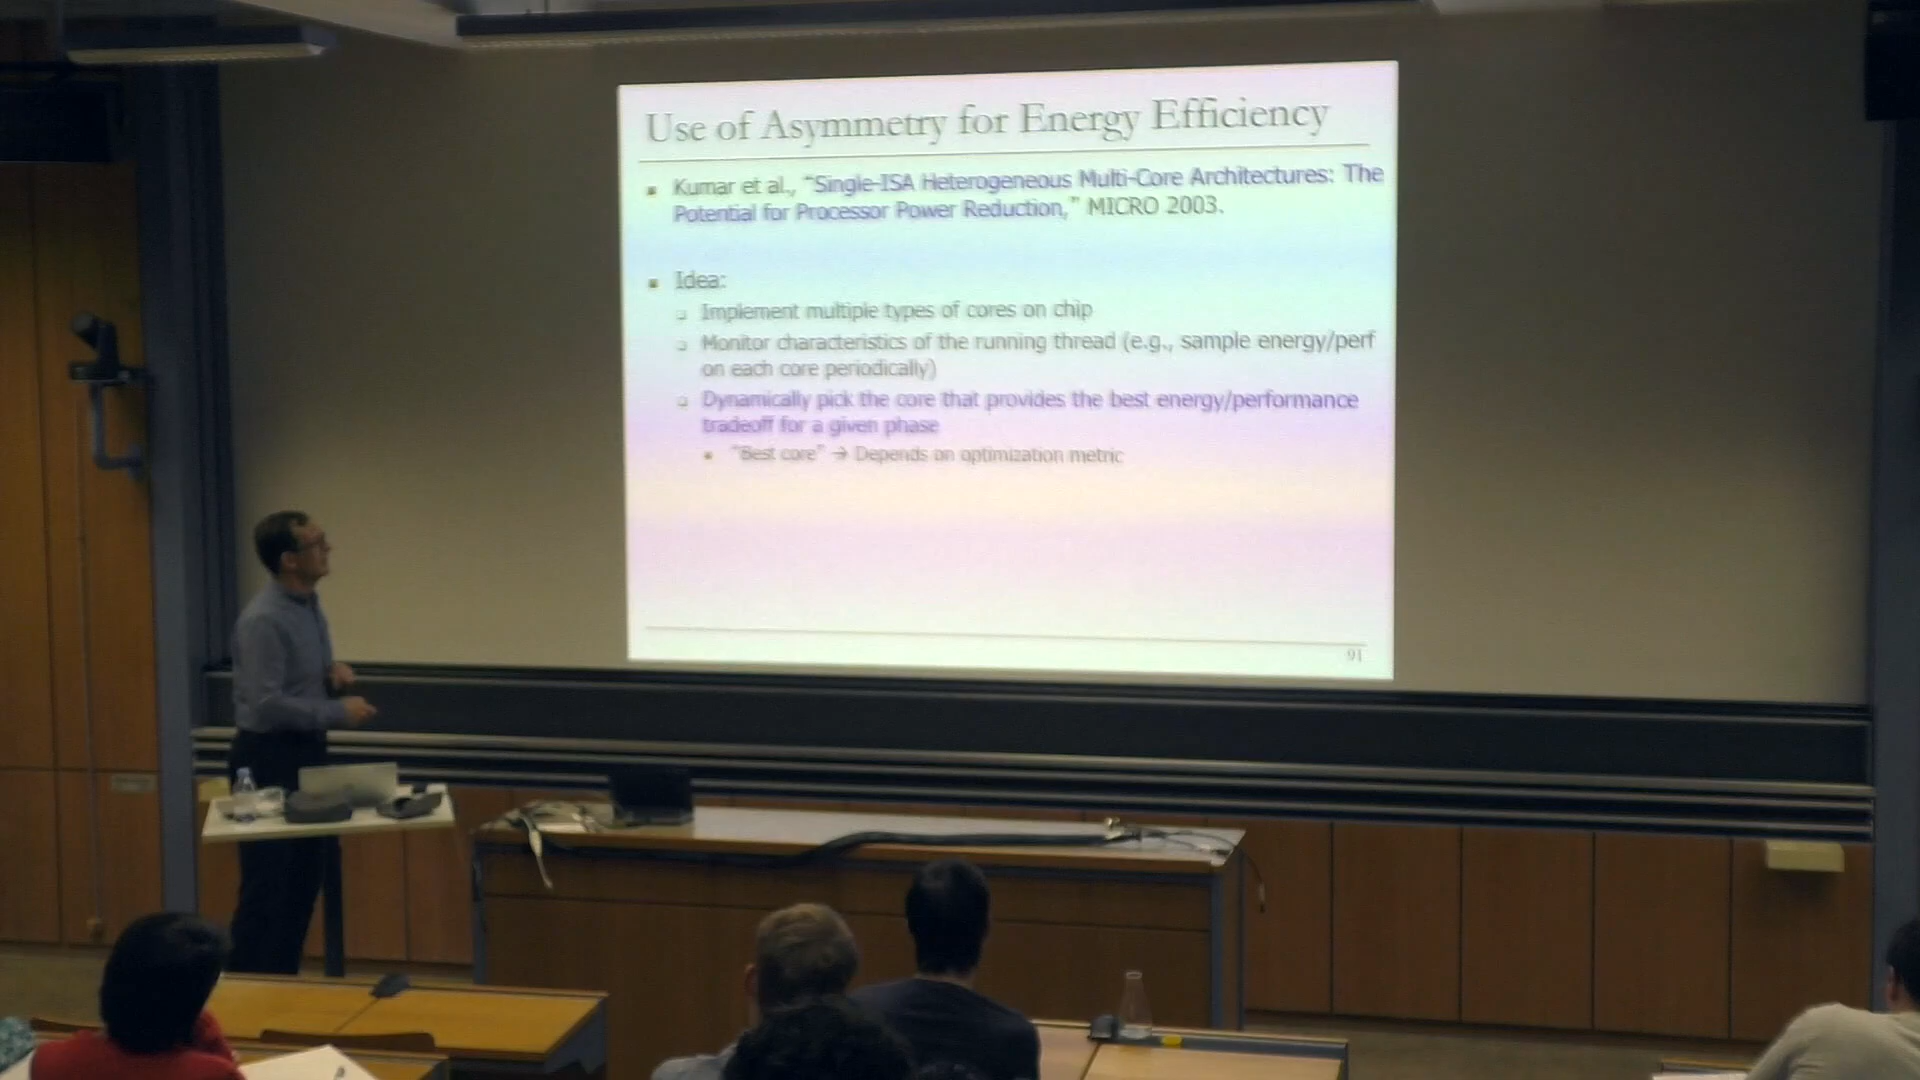 Use of Asymmetry for Energy Efficiency
Kumar et al., “Single-ISA Heterogeneous Multi-Core Architectures: The
Potential for Processor Power Reduction,” MICRO 2003.
Idea:
Implement multiple types of cores on chip
Monitor characteristics of the running thread (e.g., sample energy/perf
on each core periodically)
Dynamically pick the core that provides the best energy/performance
tradeoff for a given phase
“Best core” → Depends on optimization metric
91